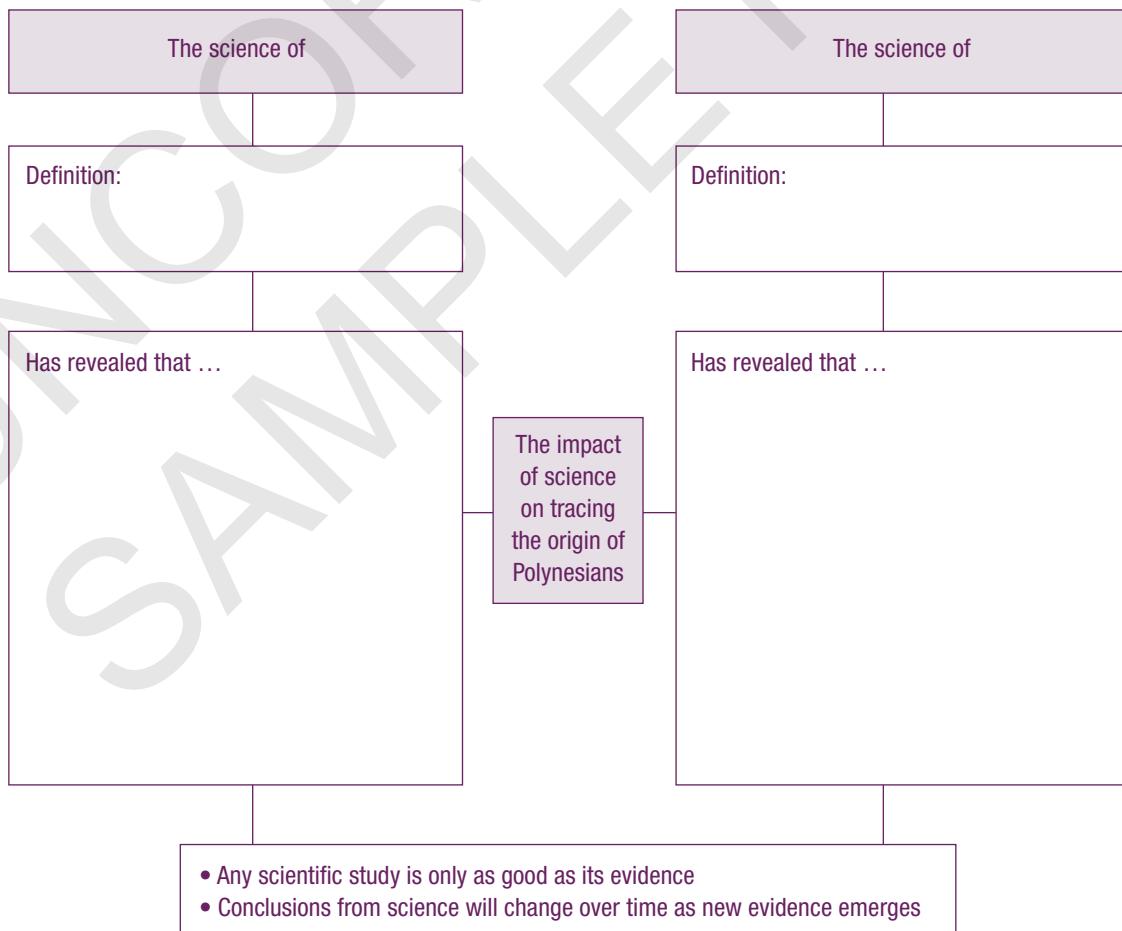 The science of
The science of
Definition:
Definition:
Has revealed that …
Has revealed that …
The impact
of science
on tracing
the origin of
Polynesians
• Any scientific study is only as good as its evidence
• Conclusions from science will change over time as new evidence emerges
SAMPLE